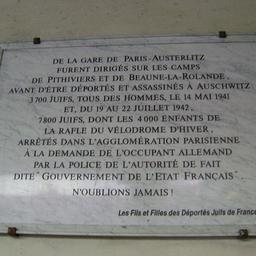 DE LA GARE DE PARIS-AUSTERLITZ
FURENT DIRIGÉS SUR LES CAMPS
DE PITHIVIERS ET DE BEAUNE-LA-ROLANDE,
AVANT D'ÊTRE DÉPORTÉS ET ASSASSINÉS À AUSCHWITZ
3700 JUIFS, TOUS DES HOMMES, LE 14 MAI 1941
ET, DU 19 AU 22 JUILLET 1942,
7800 JUIFS, DONT LES 4000 ENFANTS DE
LA RAFLE DU VÉLODROME D'HIVER,
ARRÊTÉS DANS L'AGGLOMÉRATION PARISIENNE
À LA DEMANDE DE L'OCCUPANT ALLEMAND
PAR LA POLICE DE L'AUTORITÉ DE FAIT
DITE "GOUVERNEMENT DE L'ETAT FRANÇAIS".
N'OUBLIONS JAMAIS !
Les Fils et Filles des Déportés Juifs de France